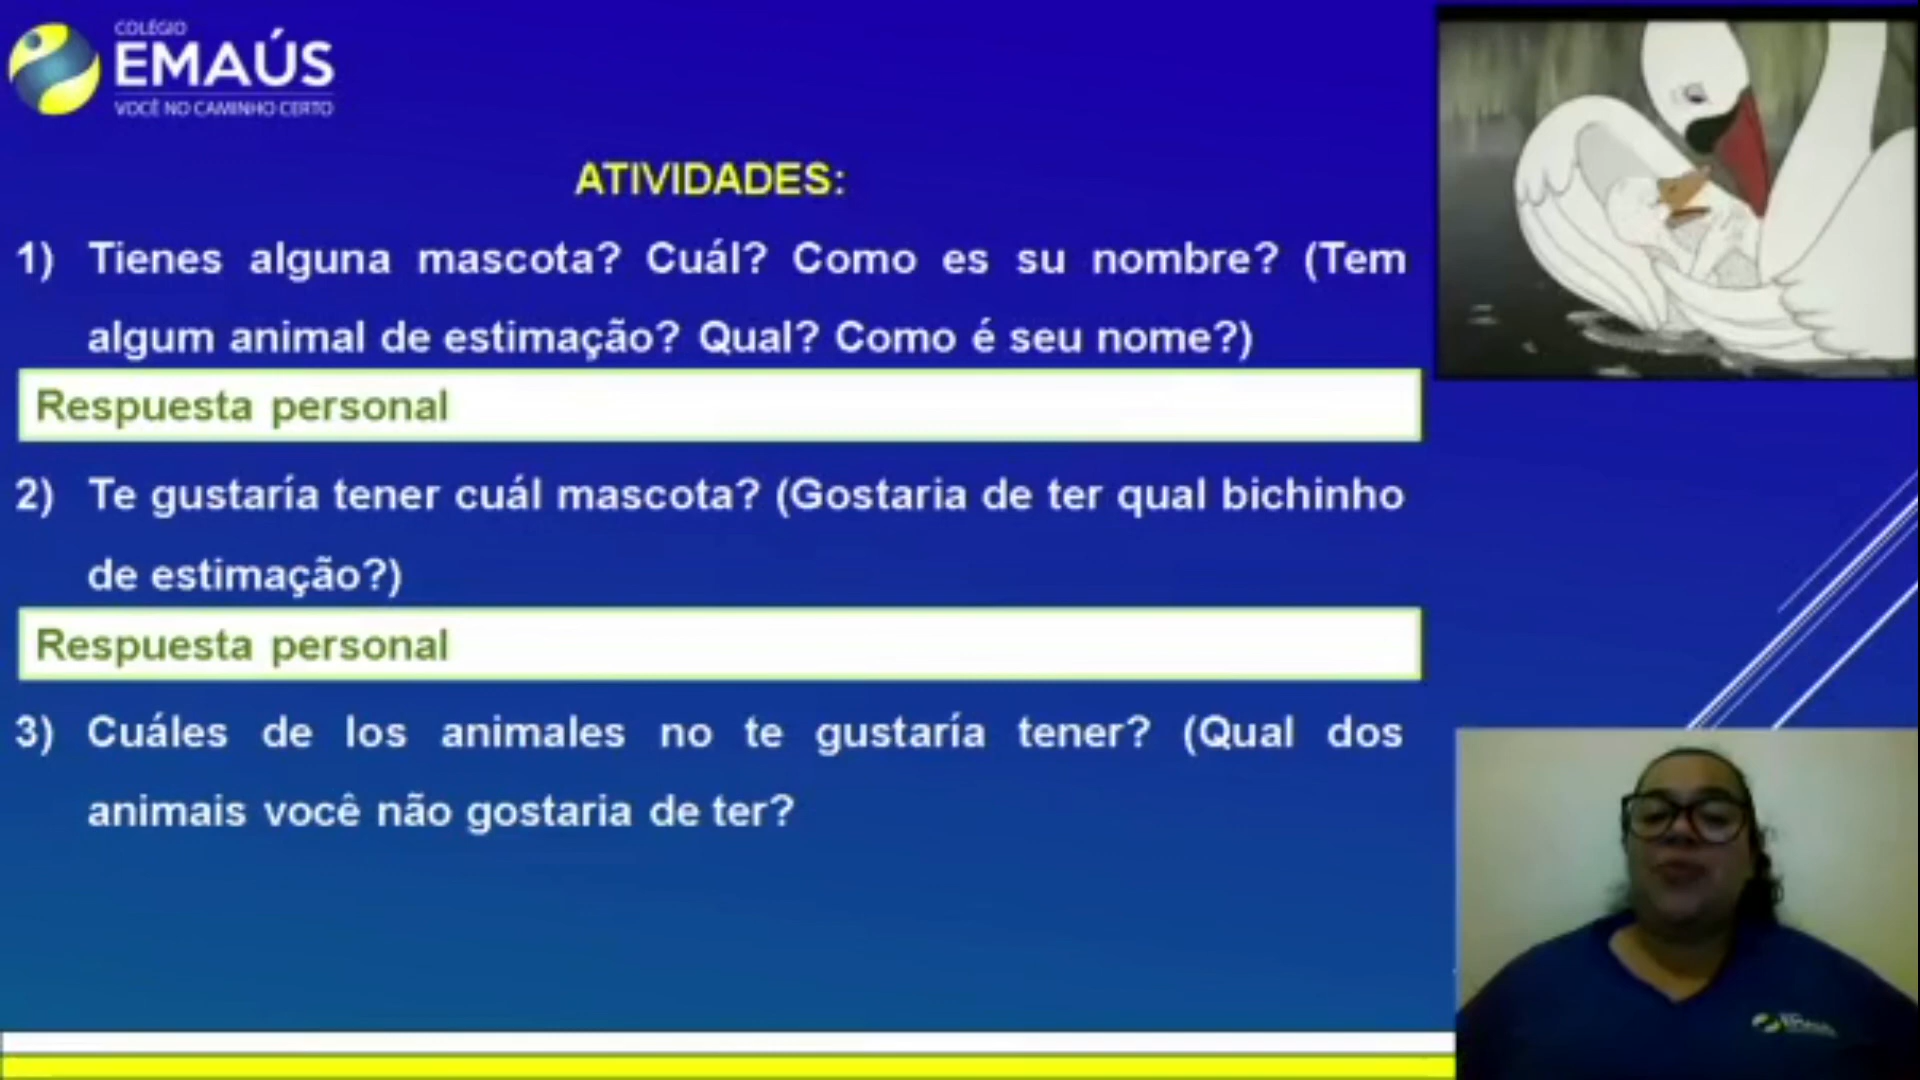 COLÉGIO
EMAÚS
VOCÊ NO CAMINHO CERTO
ATIVIDADES:
1) Tienes alguna mascota? Cuál? Como es su nombre? (Tem
algum animal de estimação? Qual? Como é seu nome?)
Respuesta personal
2) Te gustaría tener cuál mascota? (Gostaria de ter qual bichinho
de estimação?)
Respuesta personal
3) Cuáles de los animales no te gustaría tener? (Qual dos
animais você não gostaria de ter?